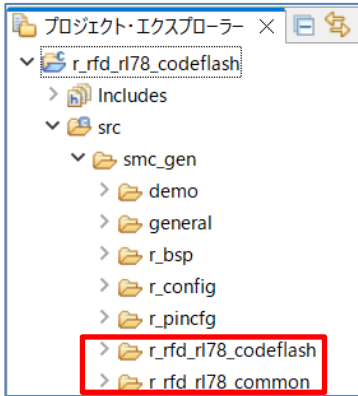 プロジェクト・エクスプローラー
r_rfd_rl78_codeflash
Includes
src
smc_gen
demo
general
r_bsp
r_config
r_pincfg
r_rfd_rl78_codeflash
r_rfd_rl78_common